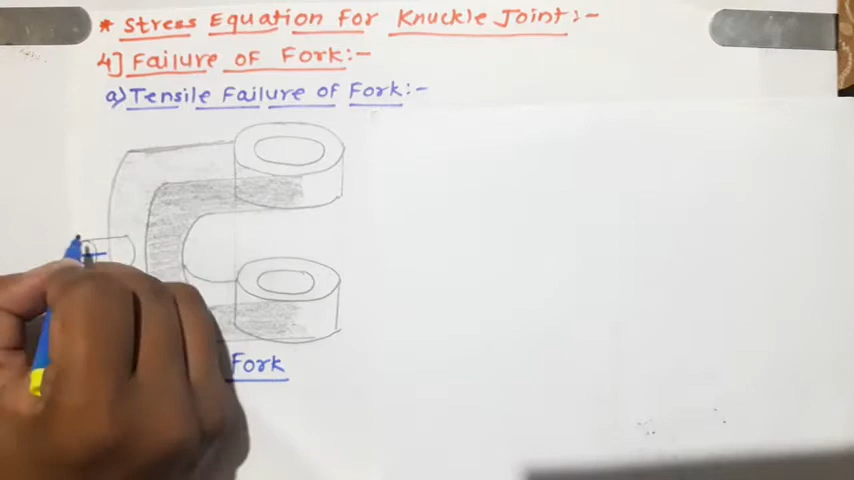 * Stress Equation For Knuckle Joint:-
4] Failure of Fork:-
a) Tensile Failure of Fork:-
Fork